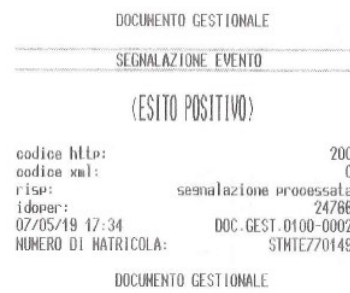 DOCUMENTO GESTIONALE
SEGNALAZIONE EVENTO
(ESITO POSITIVO)
codice http: 200
codice xml: 0
risp: segnalazione processata
idoper: 24766
07/05/19 17:34 DOC.GEST.0100-0002
NUMERO DI MATRICOLA: STMTE770149
DOCUMENTO GESTIONALE